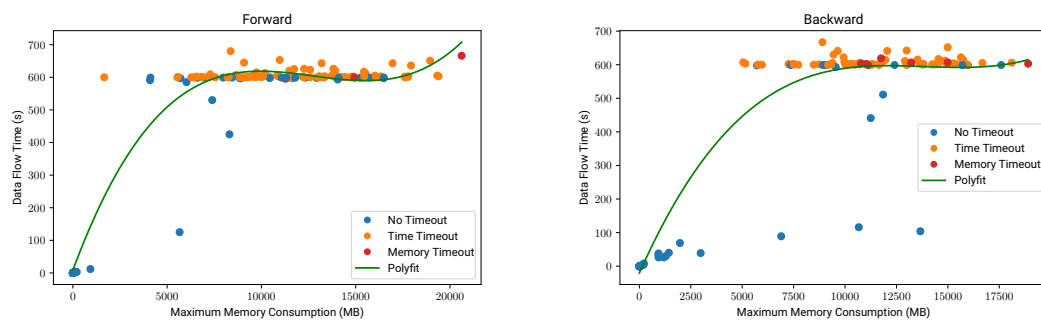 Forward
Data Flow Time (s)
700
600
500
400
300
200
100
0
0 5000 10000 15000 20000
Maximum Memory Consumption (MB)
No Timeout
Time Timeout
Memory Timeout
Polyfit
Backward
Data Flow Time (s)
700
600
500
400
300
200
100
0
0 2500 5000 7500 10000 12500 15000 17500
Maximum Memory Consumption (MB)
No Timeout
Time Timeout
Memory Timeout
Polyfit